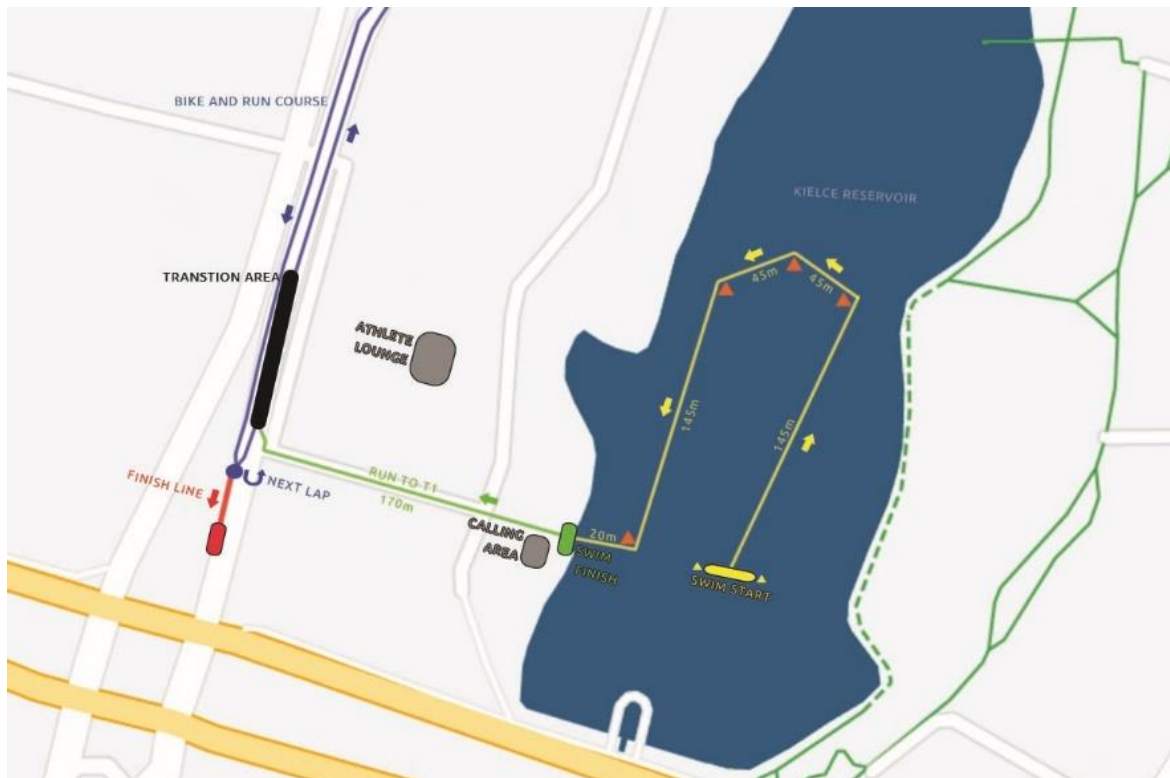 BIKE AND RUN COURSE
KIELCE RESERVOIR
45m
45m
TRANSTION AREA
ATHLETE
LOUNGE
145m
145m
RUN TO T1
170m
FINISH LINE
NEXT LAP
CALLING
AREA
20m
SWIM
FINISH
SWIM START